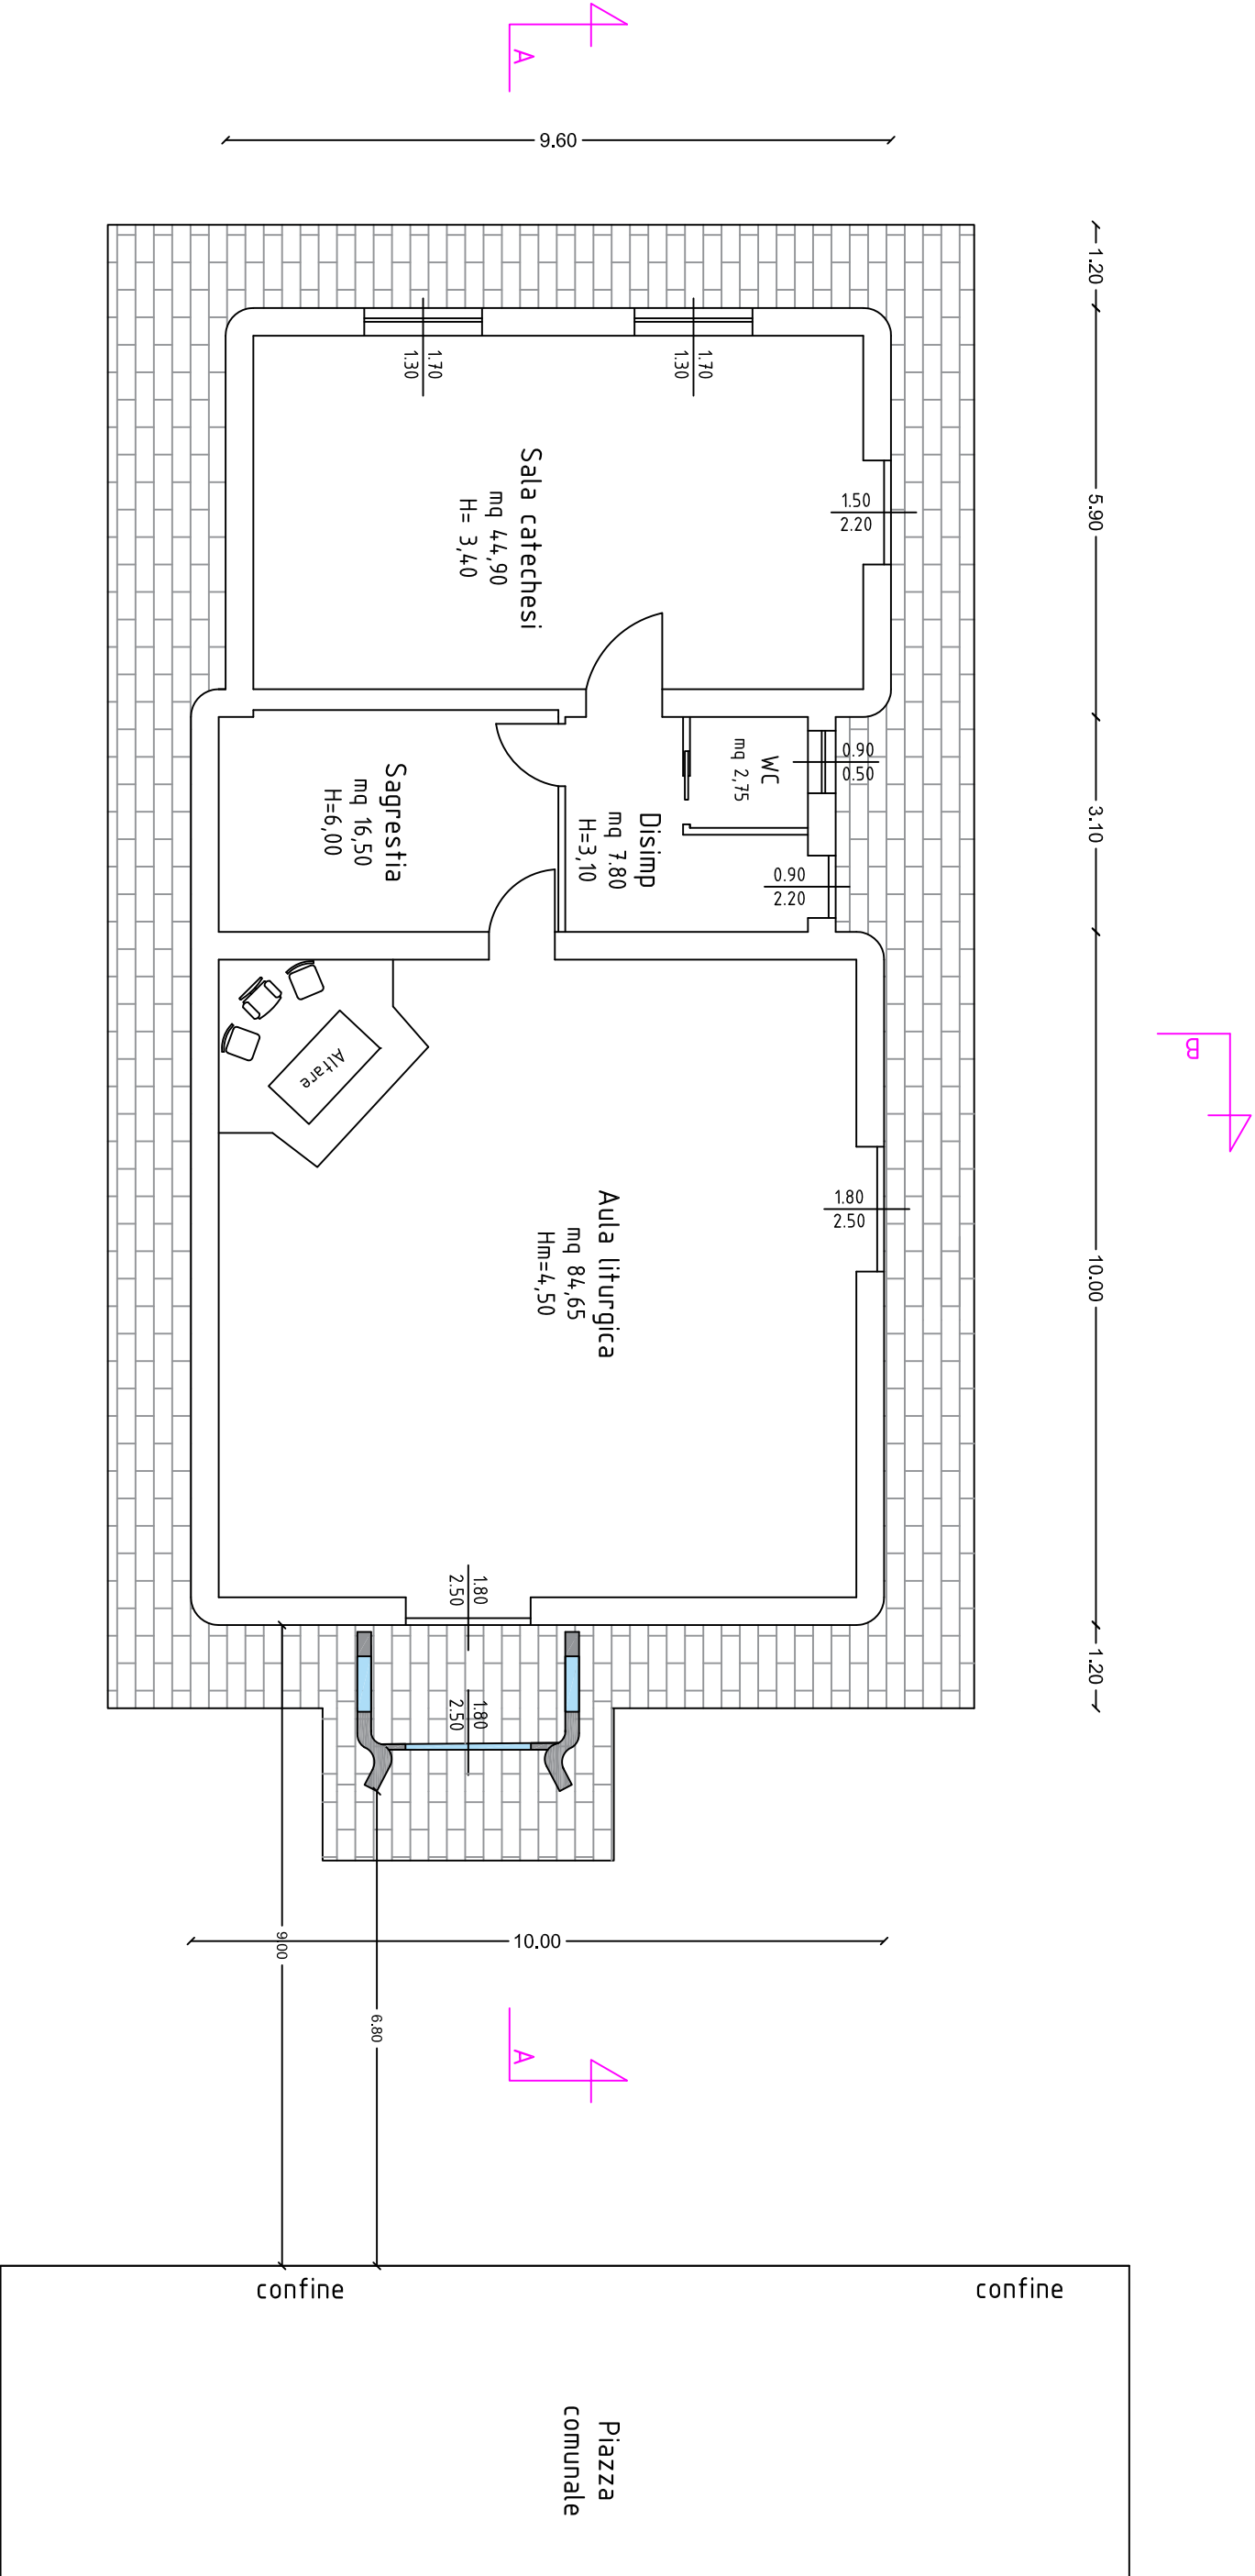 A
9.60
1.20
5.90
3.10
10.00
1.20
1.70
1.30
1.70
1.30
1.50
2.20
Sala catechesi
mq 44,90
H= 3,40
WC
mq 2,75
0.90
0.50
Disimp
mq 7.80
H=3,10
0.90
2.20
Sagrestia
mq 16,50
H=6,00
Altare
B
Aula liturgica
mq 84,65
Hm=4,50
1.80
2.50
1.80
2.50
1.80
2.50
10.00
9.00
6.80
A
confine
confine
Piazza
comunale